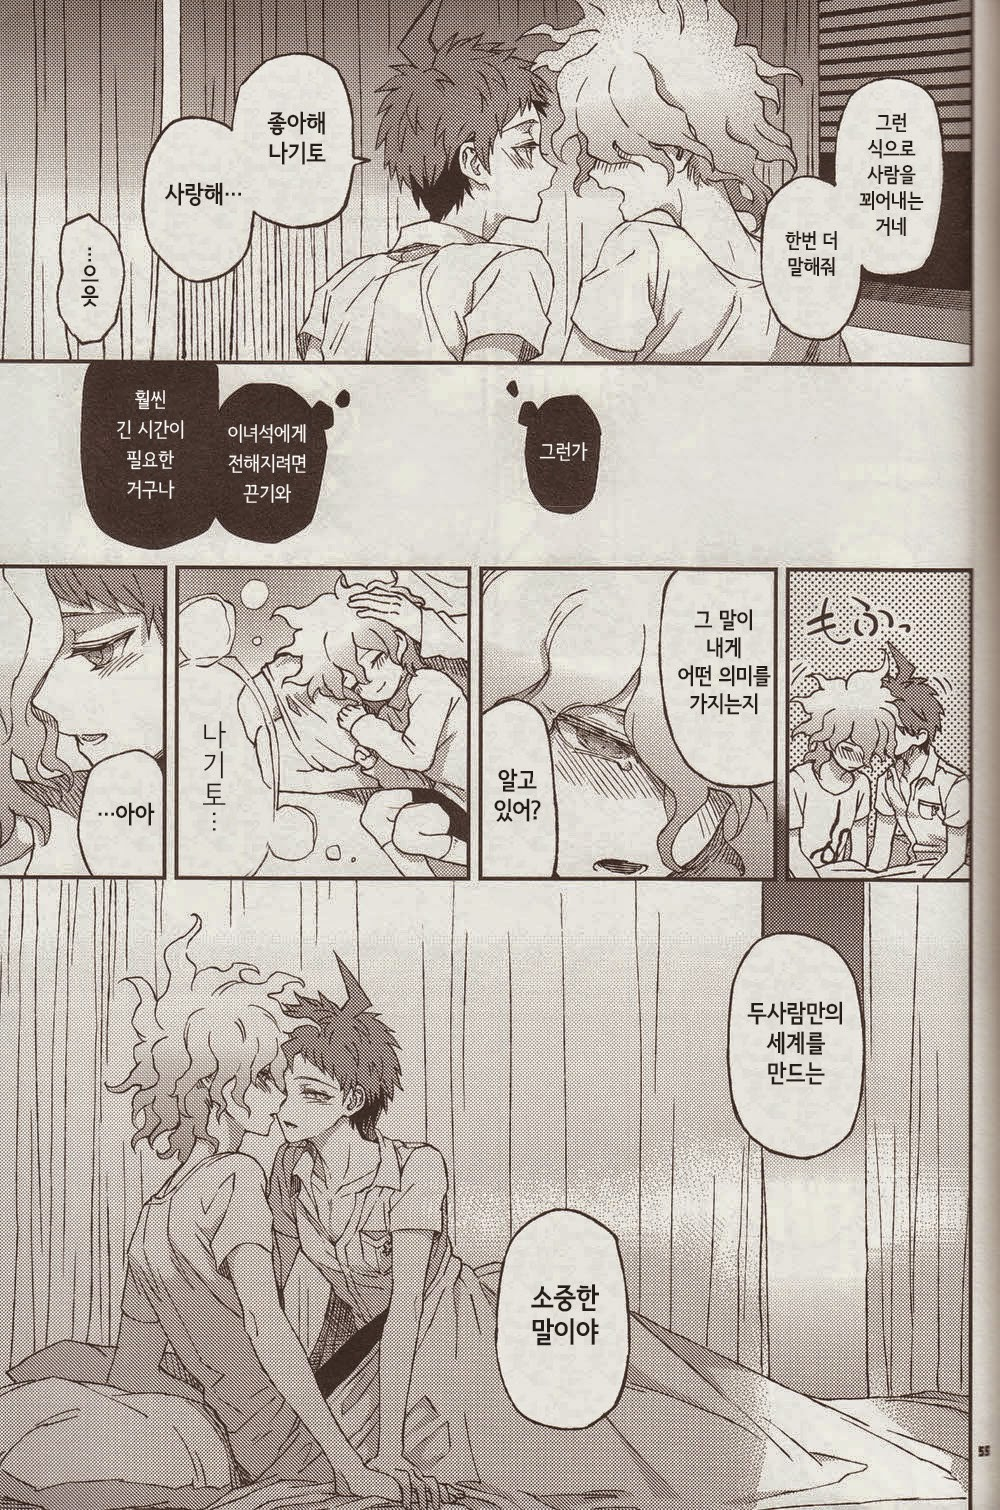 그런
식으로
사람을
꾀어내는
거네
한번 더
말해줘
좋아해
나기토
사랑해…
…으읏
그런가
이녀석에게
전해지려면
끈기와
훨씬
긴 시간이
필요한
거구나
もふっ
그 말이
내게
어떤 의미를
가지는지
알고
있어?
나기토…
…아아
두사람만의
세계를
만드는
소중한
말이야
55